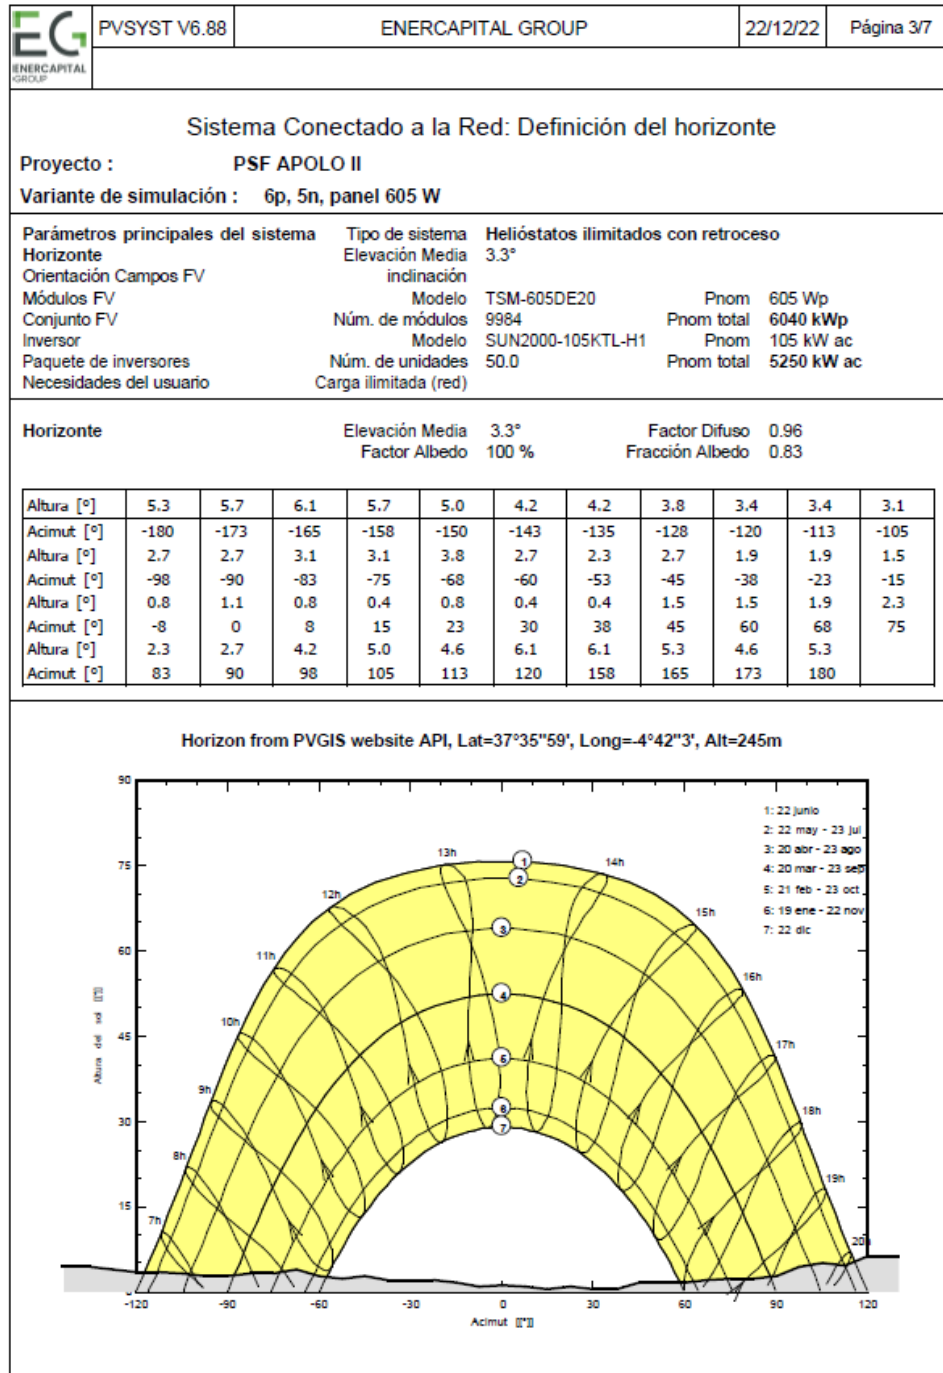 EG
ENERCAPITAL
GROUP
PVSYST V6.88
ENERCAPITAL GROUP
22/12/22
Página 3/7
Sistema Conectado a la Red: Definición del horizonte
Proyecto : PSF APOLO II
Variante de simulación : 6p, 5n, panel 605 W
Parámetros principales del sistema Tipo de sistema Helióstatos ilimitados con retroceso
Horizonte Elevación Media 3.3°
Orientación Campos FV inclinación
Módulos FV Modelo TSM-605DE20 Pnom 605 Wp
Conjunto FV Núm. de módulos 9984 Pnom total 6040 kWp
Inversor Modelo SUN2000-105KTL-H1 Pnom 105 kW ac
Paquete de inversores Núm. de unidades 50.0 Pnom total 5250 kW ac
Necesidades del usuario Carga ilimitada (red)
Horizonte Elevación Media 3.3° Factor Difuso 0.96
Factor Albedo 100 % Fracción Albedo 0.83
Altura [°] 5.3 5.7 6.1 5.7 5.0 4.2 4.2 3.8 3.4 3.4 3.1
Acimut [°] -180 -173 -165 -158 -150 -143 -135 -128 -120 -113 -105
Altura [°] 2.7 2.7 3.1 3.1 3.8 2.7 2.3 2.7 1.9 1.9 1.5
Acimut [°] -98 -90 -83 -75 -68 -60 -53 -45 -38 -23 -15
Altura [°] 0.8 1.1 0.8 0.4 0.8 0.4 0.4 1.5 1.5 1.9 2.3
Acimut [°] -8 0 8 15 23 30 38 45 60 68 75
Altura [°] 2.3 2.7 4.2 5.0 4.6 6.1 6.1 5.3 4.6 5.3
Acimut [°] 83 90 98 105 113 120 158 165 173 180
Horizon from PVGIS website API, Lat=37°35"59', Long=-4°42"3', Alt=245m
90
75
60
45
30
15
0
Altura del sol [[°]]
1: 22 junio
2: 22 may - 23 jul
3: 20 abr - 23 ago
4: 20 mar - 23 sep
5: 21 feb - 23 oct
6: 19 ene - 22 nov
7: 22 dic
7h
8h
9h
10h
11h
12h
13h
14h
15h
16h
17h
18h
19h
20h
1
2
3
4
5
6
7
-120 -90 -60 -30 0 30 60 90 120
Acimut [[°]]